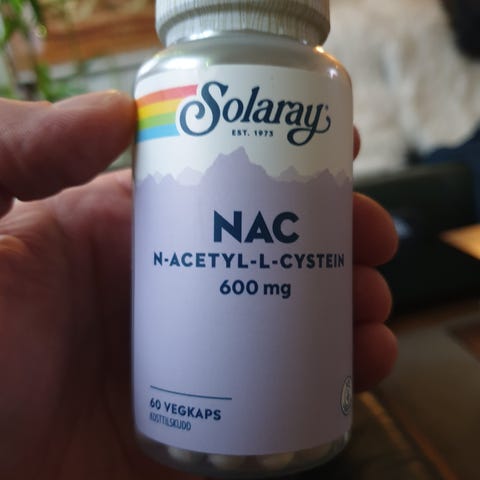 Solaray
EST. 1973
NAC
N-ACETYL-L-CYSTEIN
600 mg
60 VEGKAPS
KOSTTILSKUDD